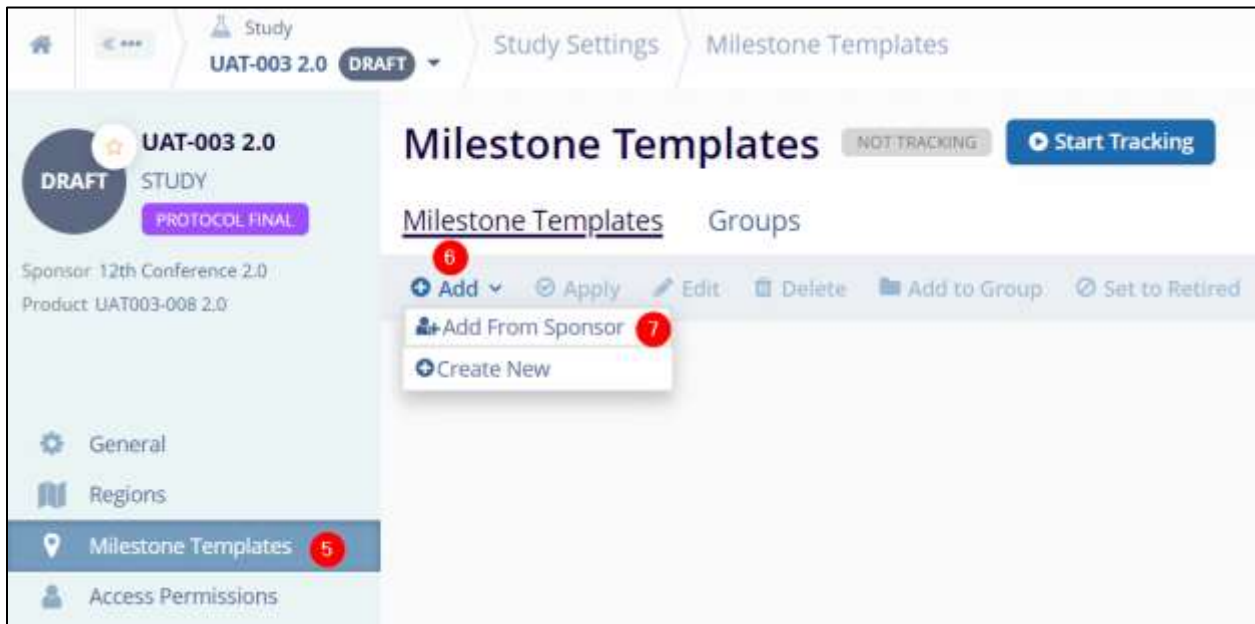 Study
UAT-003 2.0 DRAFT
Study Settings
Milestone Templates
DRAFT
UAT-003 2.0
STUDY
PROTOCOL FINAL
Sponsor 12th Conference 2.0
Product UAT003-008 2.0
General
Regions
Milestone Templates 5
Access Permissions
Milestone Templates NOT TRACKING Start Tracking
Milestone Templates Groups
6
Add Apply Edit Delete Add to Group Set to Retired
Add From Sponsor 7
Create New